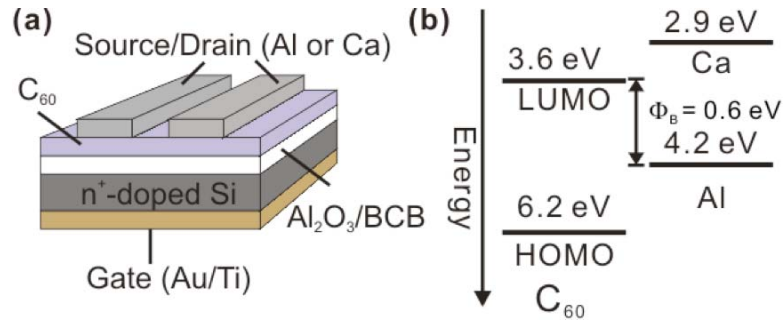 (a)
Source/Drain (Al or Ca)
C₆₀
n⁺-doped Si
Al₂O₃/BCB
Gate (Au/Ti)
(b)
Energy
3.6 eV
LUMO
2.9 eV
Ca
Φ_B = 0.6 eV
4.2 eV
Al
6.2 eV
HOMO
C₆₀